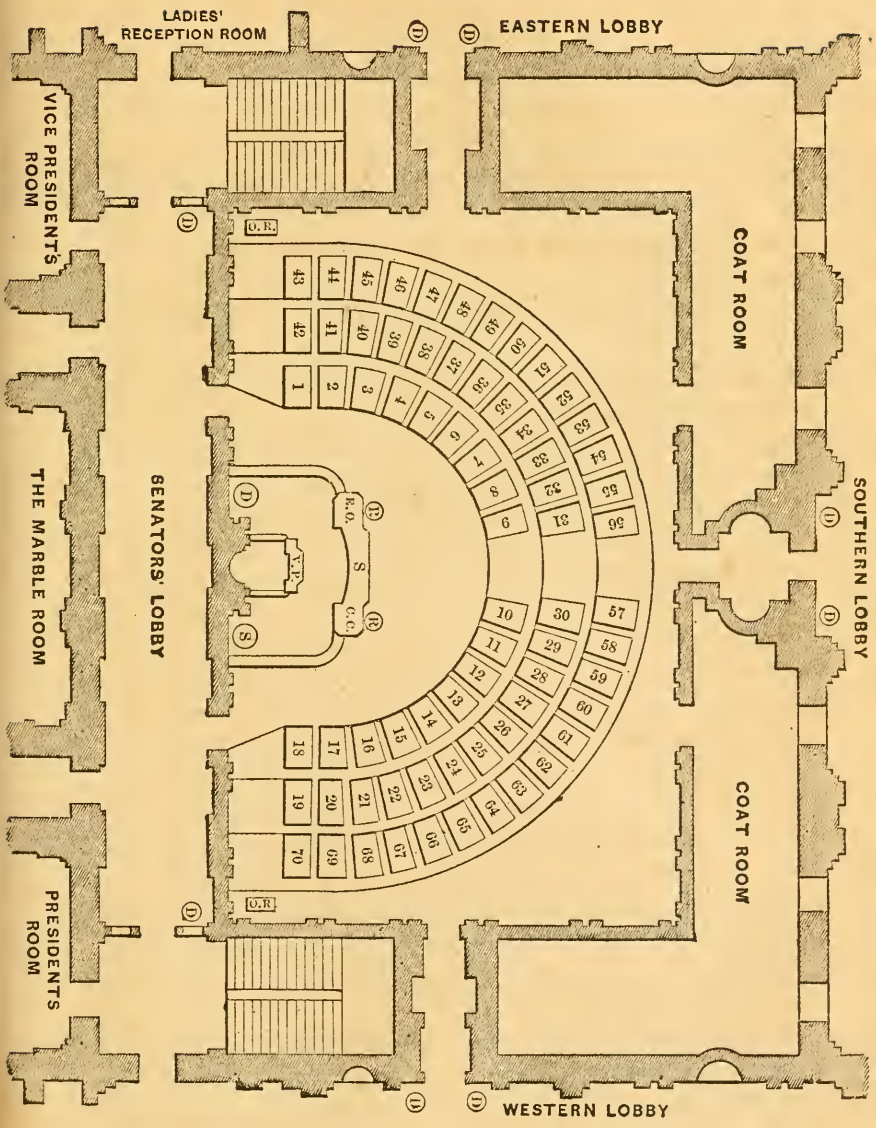 LADIES'
RECEPTION ROOM
D
D
EASTERN LOBBY
VICE PRESIDENT'S
ROOM
D
O. R.
COAT ROOM
43 44 45 46 47 48 49 50 51 52 53 54 55 56
42 41 40 39 38 37 36 35 34 33 32 31
1 2 3 4 5 6 7 8 9
THE MARBLE ROOM
SENATORS' LOBBY
D
E. O.
R
V. P.
S
C. C.
R
S
SOUTHERN LOBBY
D
D
10 11 12 13 14 15 16 17 18
30 29 28 27 26 25 24 23 22 21 20 19
57 58 59 60 61 62 63 64 65 66 67 68 69 70
COAT ROOM
D
O. R
PRESIDENTS
ROOM
D
D
WESTERN LOBBY